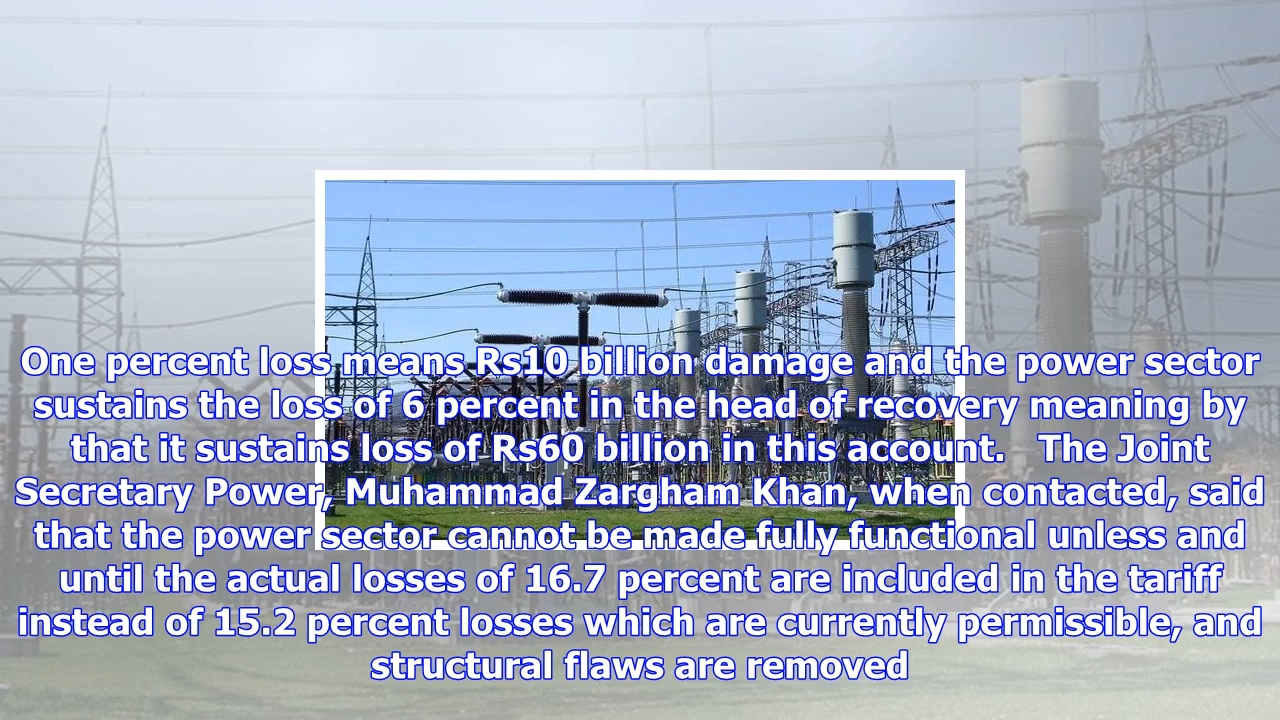 One percent loss means Rs10 billion damage and the power sector
sustains the loss of 6 percent in the head of recovery meaning by
that it sustains loss of Rs60 billion in this account.   The Joint
Secretary Power, Muhammad Zargham Khan, when contacted, said
that the power sector cannot be made fully functional unless and
until the actual losses of 16.7 percent are included in the tariff
instead of 15.2 percent losses which are currently permissible, and
structural flaws are removed